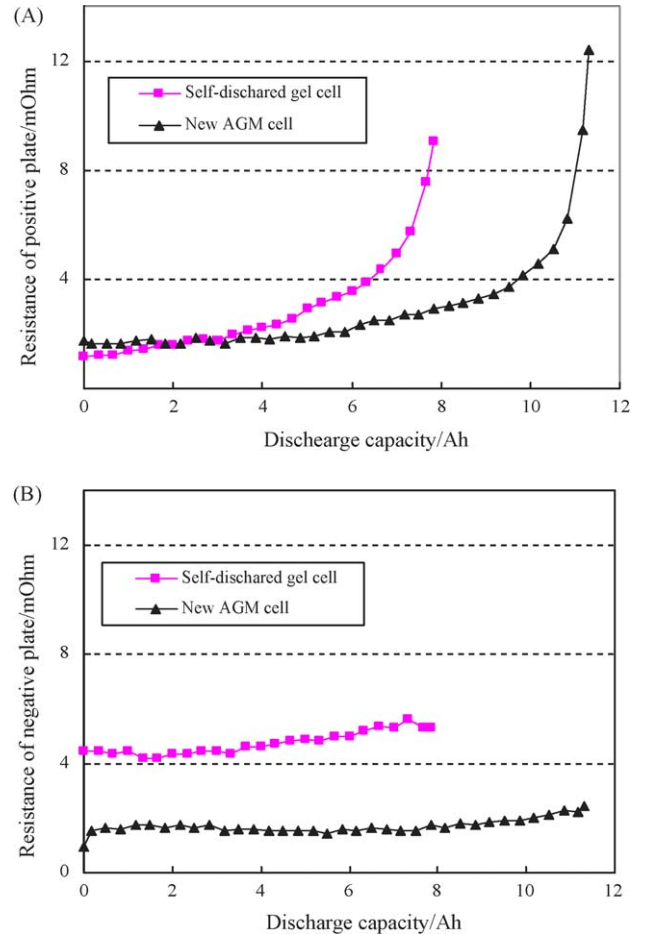 (A)
12
8
4
Resistance of positive plate/mOhm
Self-dischared gel cell
New AGM cell
0 2 4 6 8 10 12
Dischearge capacity/Ah
(B)
12
8
4
0
Resistance of negative plate/mOhm
Self-dischared gel cell
New AGM cell
0 2 4 6 8 10 12
Discharge capacity/Ah